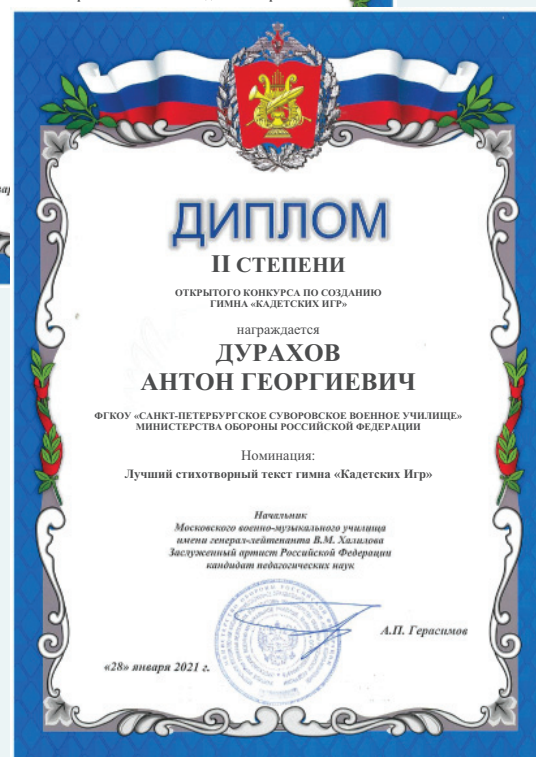 ДИПЛОМ
II СТЕПЕНИ
ОТКРЫТОГО КОНКУРСА ПО СОЗДАНИЮ
ГИМНА «КАДЕТСКИХ ИГР»
награждается
ДУРАХОВ
АНТОН ГЕОРГИЕВИЧ
ФГКОУ «САНКТ-ПЕТЕРБУРГСКОЕ СУВОРОВСКОЕ ВОЕННОЕ УЧИЛИЩЕ»
МИНИСТЕРСТВА ОБОРОНЫ РОССИЙСКОЙ ФЕДЕРАЦИИ
Номинация:
Лучший стихотворный текст гимна «Кадетских Игр»
Начальник
Московского военно-музыкального училища
имени генерал-лейтенанта В.М. Халилова
Заслуженный артист Российской Федерации
кандидат педагогических наук
А.П. Герасимов
«28» января 2021 г.